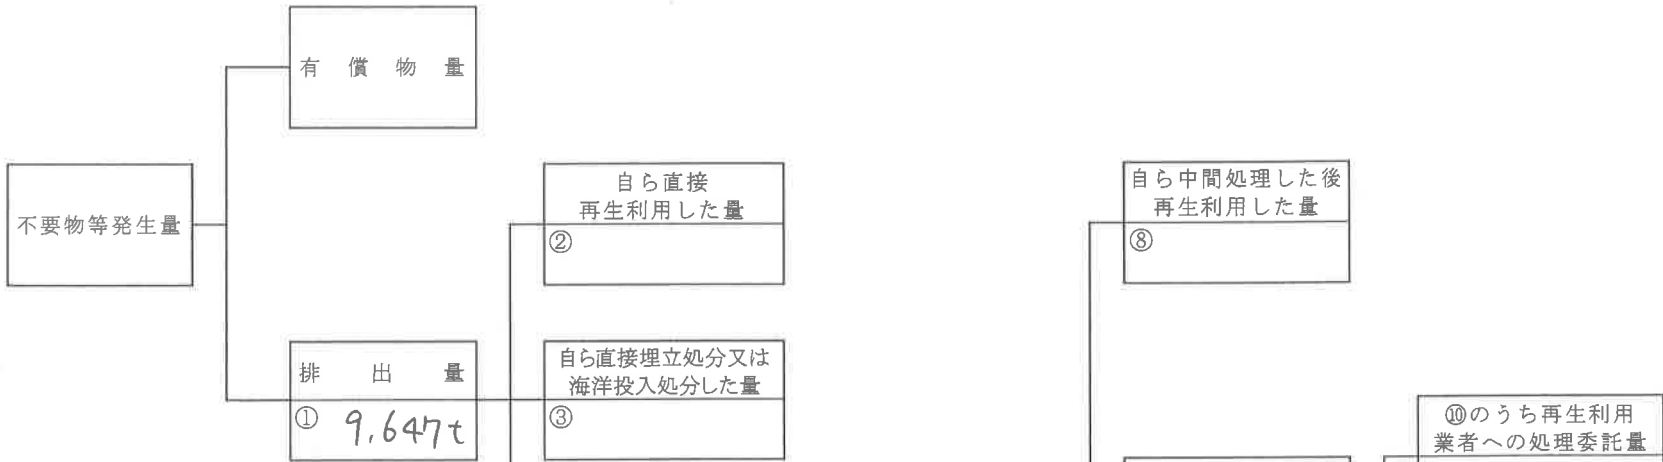 有償物量
不要物等発生量
自ら直接
再生利用した量
②
自ら中間処理した後
再生利用した量
⑧
排出量
① 9.647t
自ら直接埋立処分又は
海洋投入処分した量
③
⑩のうち再生利用
業者への処理委託量